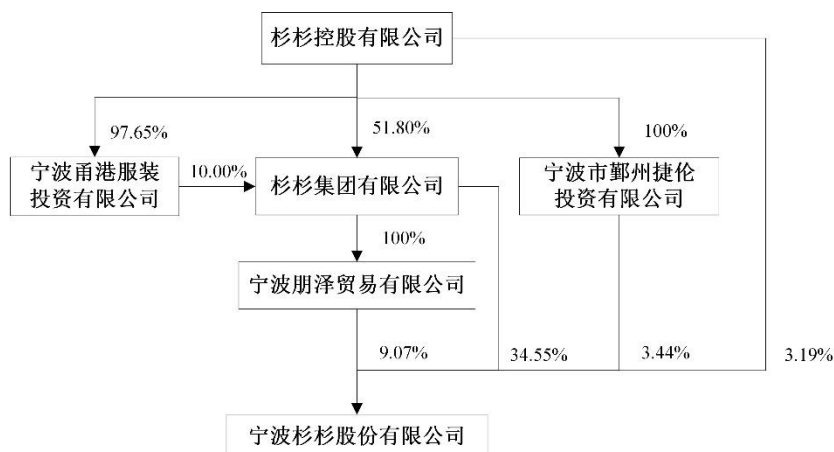 杉杉控股有限公司
97.65%
51.80%
100%
宁波甬港服装
投资有限公司
10.00%
杉杉集团有限公司
宁波市鄞州捷伦
投资有限公司
100%
宁波朋泽贸易有限公司
9.07%
34.55%
3.44%
3.19%
宁波杉杉股份有限公司